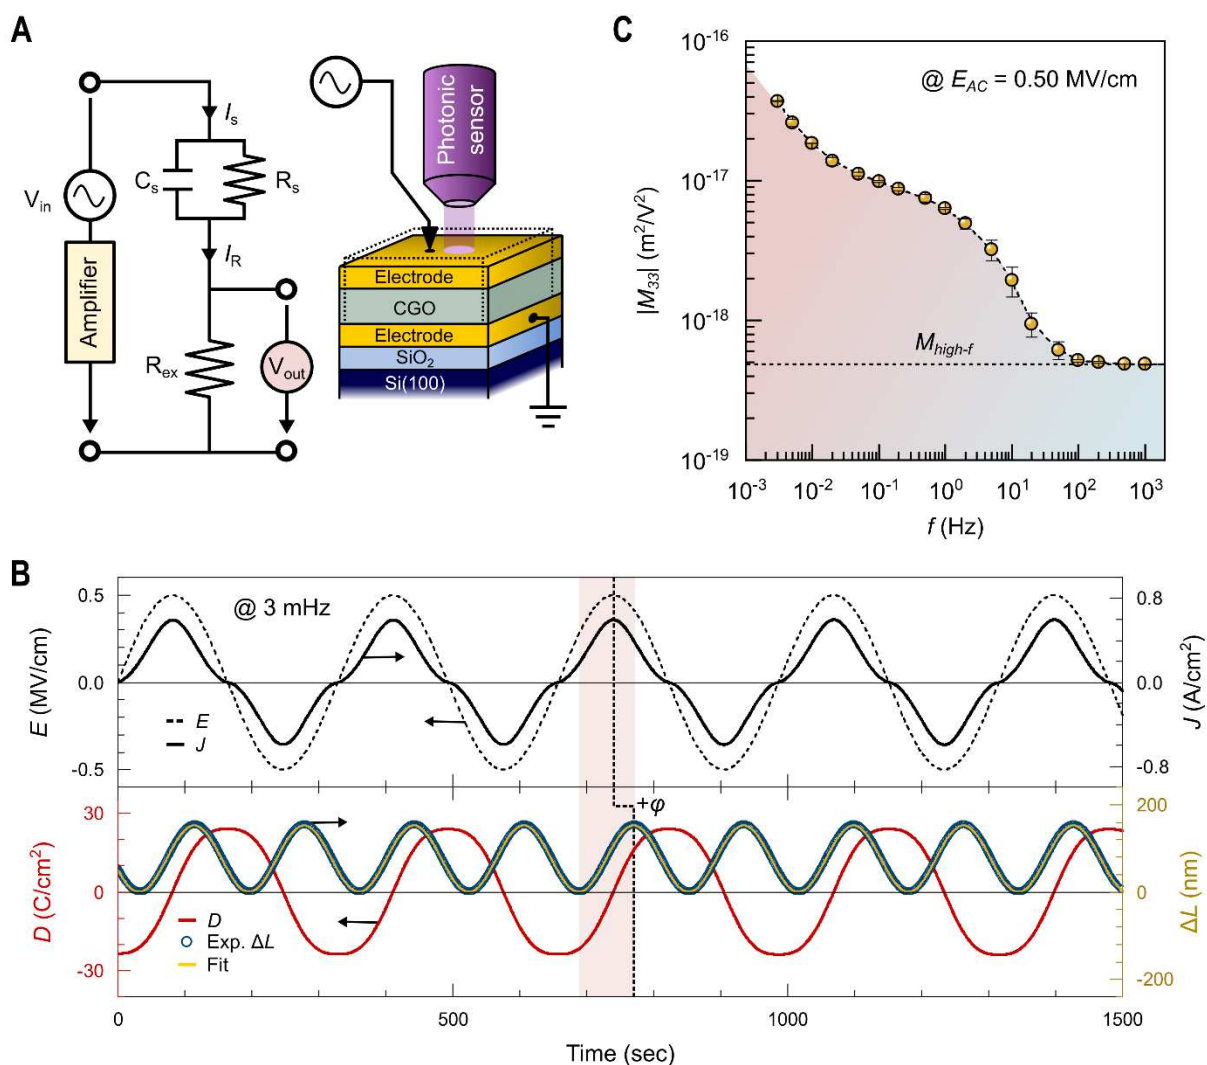 A
V_in
Amplifier
I_s
C_s
R_s
I_R
R_ex
V_out
Photonic
sensor
Electrode
CGO
Electrode
SiO₂
Si(100)
C
|M₃₃| (m²/V²)
10⁻¹⁶
10⁻¹⁷
10⁻¹⁸
10⁻¹⁹
@ E_AC = 0.50 MV/cm
M_high-f
10⁻³ 10⁻² 10⁻¹ 10⁰ 10¹ 10² 10³
f (Hz)
B
E (MV/cm)
0.5
0.0
-0.5
@ 3 mHz
E
J
0.8
0.0
-0.8
J (A/cm²)
D (C/cm²)
30
0
-30
+φ
D
Exp. ΔL
Fit
200
0
-200
ΔL (nm)
0 500 1000 1500
Time (sec)